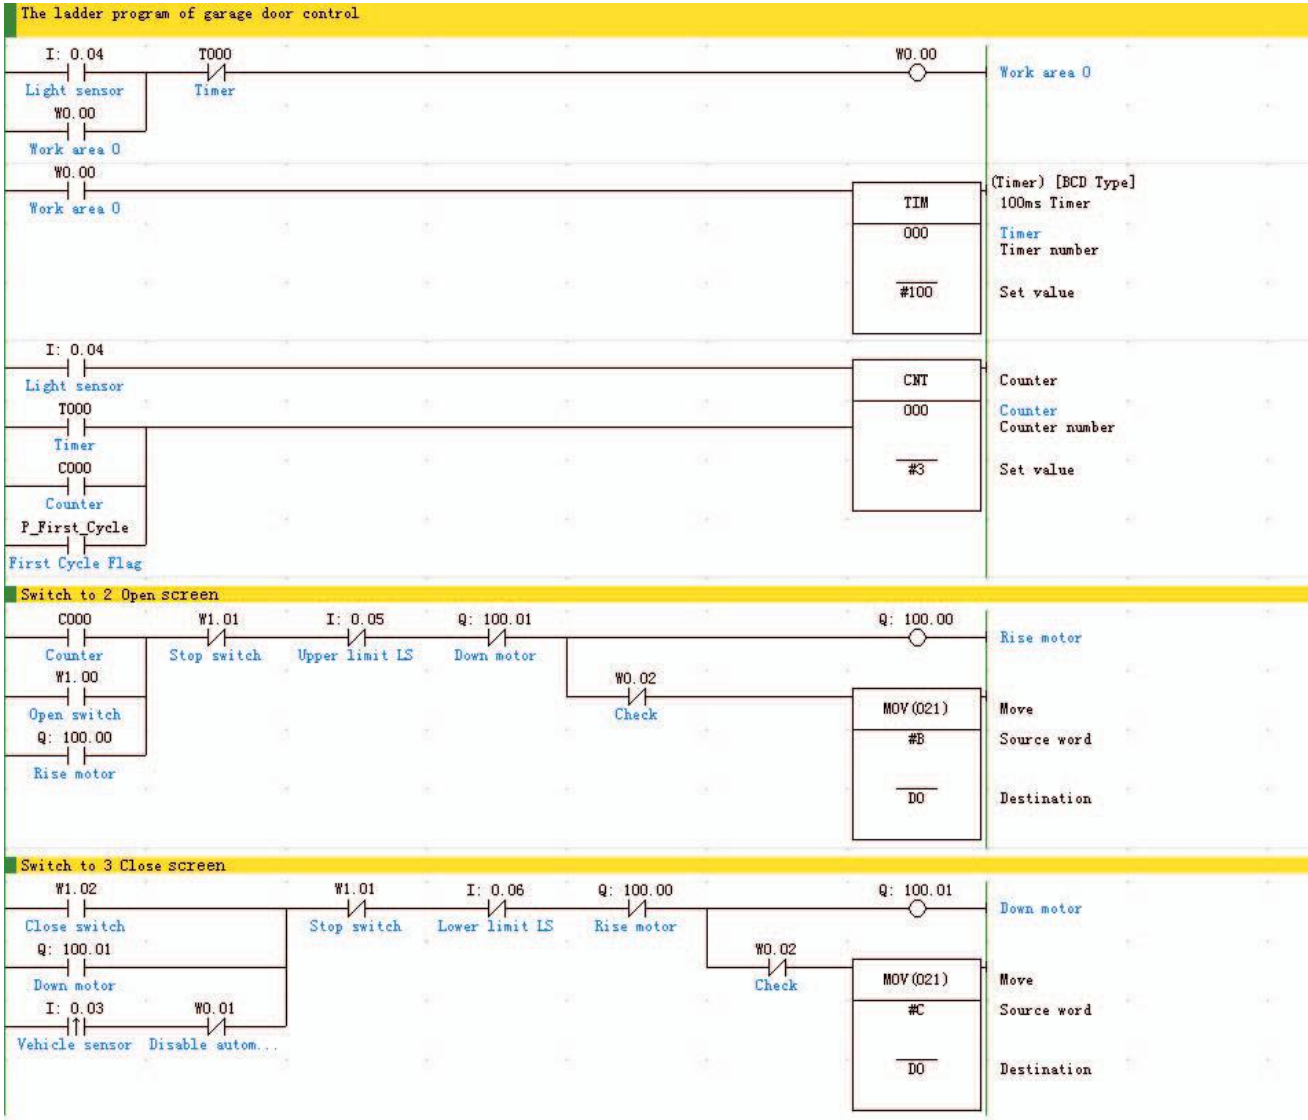 The ladder program of garage door control
I: 0.04 T000 W0.00
Work area 0
Light sensor Timer
W0.00
Work area 0
W0.00
(Timer) [BCD Type]
Work area 0 TIM 100ms Timer
000 Timer
Timer number
#100 Set value
I: 0.04
Light sensor CNT Counter
T000 000 Counter
Counter number
Timer
C000 #3 Set value
Counter
P_First_Cycle
First Cycle Flag
Switch to 2 Open screen
C000 W1.01 I: 0.05 Q: 100.01 Q: 100.00
Rise motor
Counter Stop switch Upper limit LS Down motor
W1.00 W0.02
Open switch Check MOV(021) Move
Q: 100.00 #B Source word
Rise motor
D0 Destination
Switch to 3 Close screen
W1.02 W1.01 I: 0.06 Q: 100.00 Q: 100.01
Down motor
Close switch Stop switch Lower limit LS Rise motor
Q: 100.01 W0.02
Down motor Check MOV(021) Move
I: 0.03 W0.01 #C Source word
Vehicle sensor Disable autom...
D0 Destination